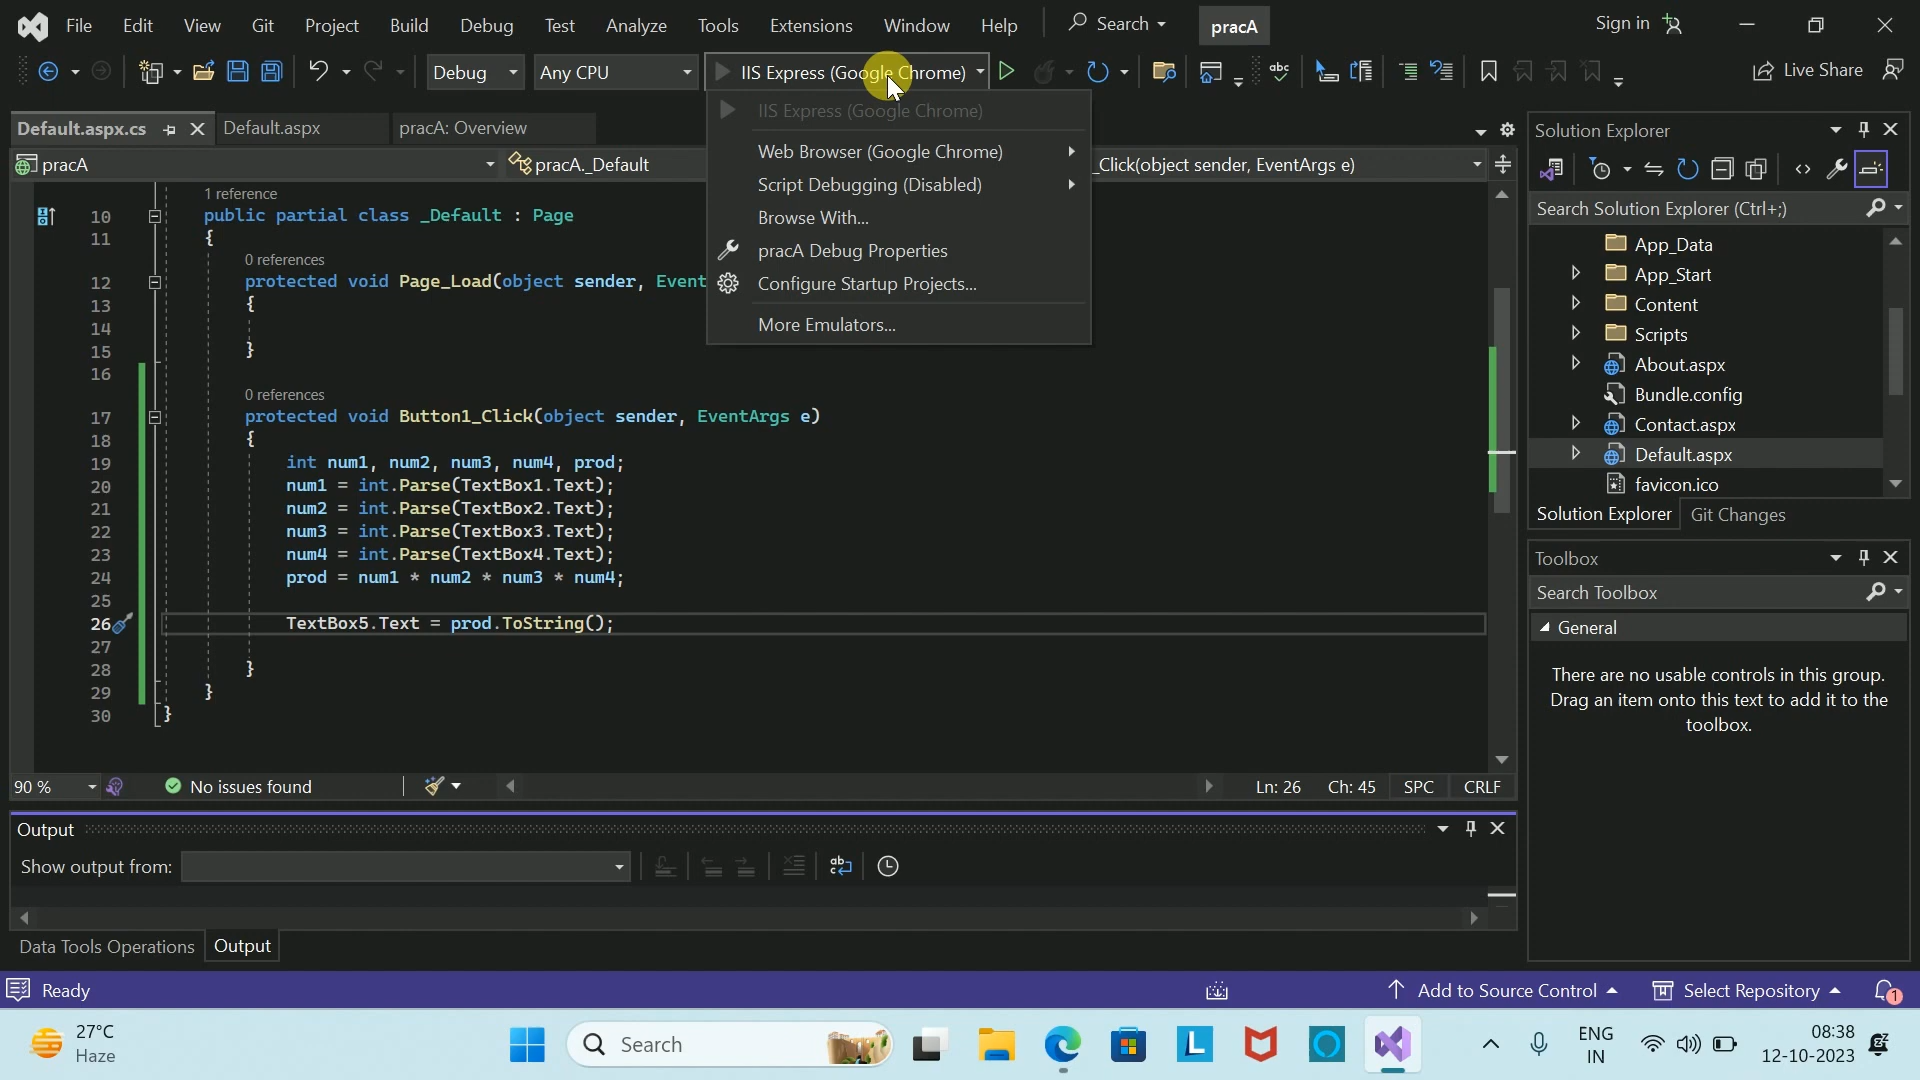 File Edit View Git Project Build Debug Test Analyze Tools Extensions Window Help Search pracA Sign in
Debug Any CPU IIS Express (Google Chrome) Live Share
Default.aspx.cs Default.aspx pracA: Overview
pracA pracA._Default _Click(object sender, EventArgs e)
IIS Express (Google Chrome)
Web Browser (Google Chrome)
Script Debugging (Disabled)
Browse With...
pracA Debug Properties
Configure Startup Projects...
More Emulators...
1 reference
10 public partial class _Default : Page
11 {
0 references
12 protected void Page_Load(object sender, Event
13 {
14
15 }
16
0 references
17 protected void Button1_Click(object sender, EventArgs e)
18 {
19 int num1, num2, num3, num4, prod;
20 num1 = int.Parse(TextBox1.Text);
21 num2 = int.Parse(TextBox2.Text);
22 num3 = int.Parse(TextBox3.Text);
23 num4 = int.Parse(TextBox4.Text);
24 prod = num1 * num2 * num3 * num4;
25
26 TextBox5.Text = prod.ToString();
27
28 }
29 }
30 }
90 % No issues found Ln: 26 Ch: 45 SPC CRLF
Output
Show output from:
Data Tools Operations Output
Solution Explorer
Search Solution Explorer (Ctrl+;)
App_Data
App_Start
Content
Scripts
About.aspx
Bundle.config
Contact.aspx
Default.aspx
favicon.ico
Solution Explorer Git Changes
Toolbox
Search Toolbox
General
There are no usable controls in this group.
Drag an item onto this text to add it to the
toolbox.
Ready Add to Source Control Select Repository 1
27°C
Haze
Search
ENG
IN
08:38
12-10-2023